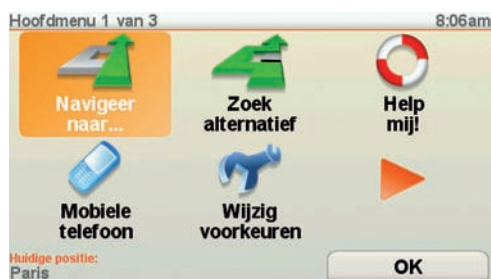 Hoofdmenu 1 van 3
8:06am
Navigeer
naar...
Zoek
alternatief
Help
mij!
Mobiele
telefoon
Wijzig
voorkeuren
Huidige positie:
Paris
OK